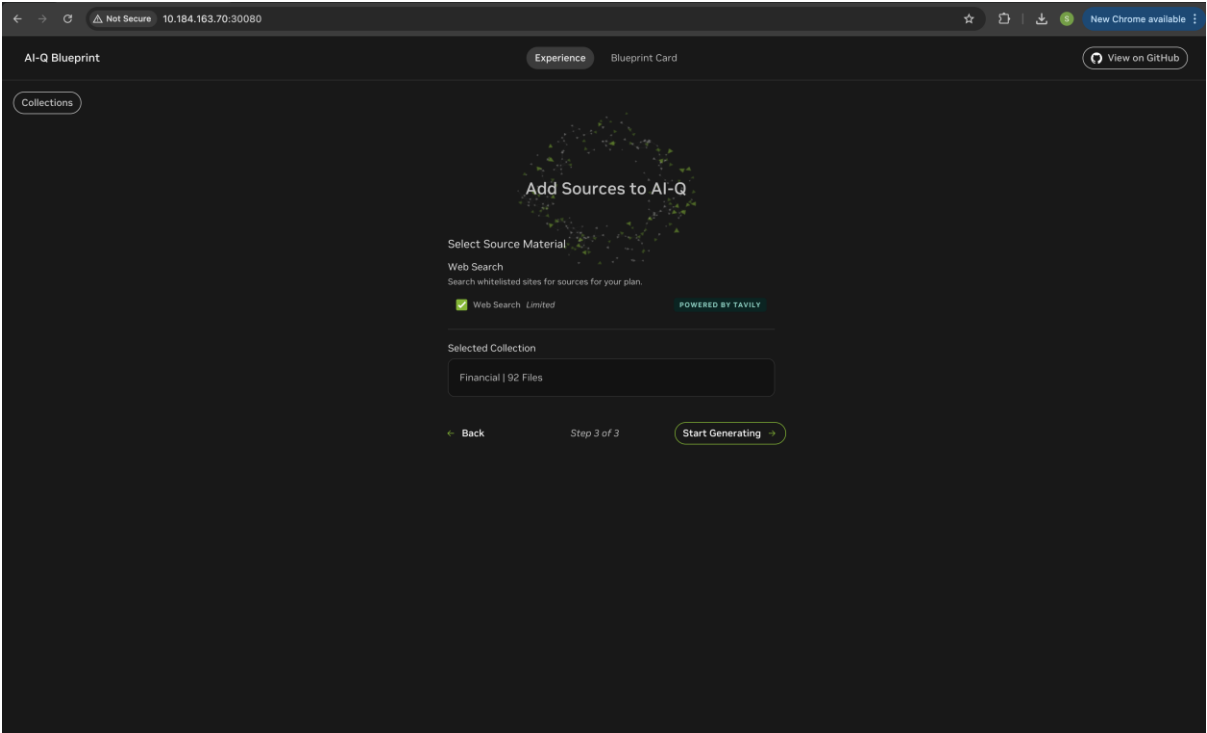 Not Secure 10.184.163.70:30080
S
New Chrome available
AI-Q Blueprint
Experience
Blueprint Card
View on GitHub
Collections
Add Sources to AI-Q
Select Source Material
Web Search
Search whitelisted sites for sources for your plan.
Web Search Limited
POWERED BY TAVILY
Selected Collection
Financial | 92 Files
← Back
Step 3 of 3
Start Generating →